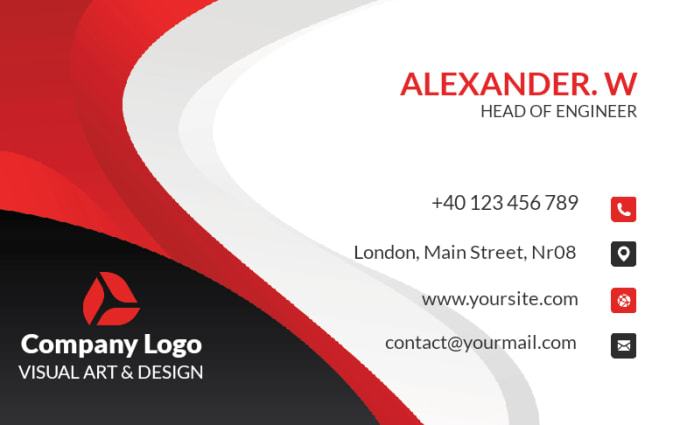 ALEXANDER. W
HEAD OF ENGINEER
+40 123 456 789
London, Main Street, Nr08
www.yoursite.com
contact@yourmail.com
Company Logo
VISUAL ART & DESIGN